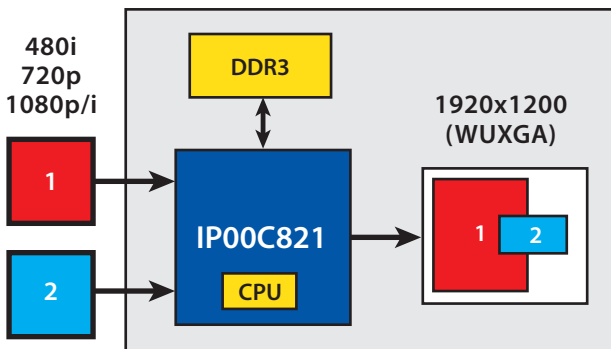 480i
720p
1080p/i
1
2
DDR3
IP00C821
CPU
1920x1200
(WUXGA)
1
2